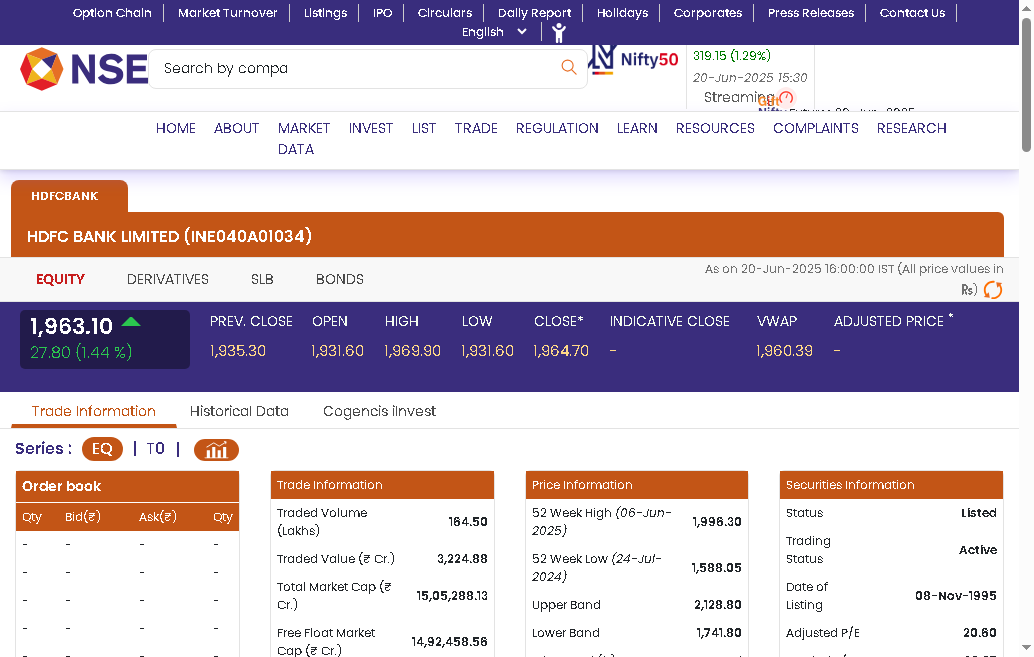 Option Chain Market Turnover Listings IPO Circulars Daily Report Holidays Corporates Press Releases Contact Us
English
NSE
Search by compa
Nifty50
319.15 (1.29%)
20-Jun-2025 15:30
Streaming
HOME ABOUT MARKET DATA INVEST LIST TRADE REGULATION LEARN RESOURCES COMPLAINTS RESEARCH
HDFCBANK
HDFC BANK LIMITED (INE040A01034)
EQUITY DERIVATIVES SLB BONDS
As on 20-Jun-2025 16:00:00 IST (All price values in
Rs)
1,963.10
27.80 (1.44 %)
PREV. CLOSE OPEN HIGH LOW CLOSE* INDICATIVE CLOSE VWAP ADJUSTED PRICE *
1,935.30 1,931.60 1,969.90 1,931.60 1,964.70 - 1,960.39 -
Trade Information Historical Data Cogencis iInvest
Series : EQ | T0 |
Order book
Qty Bid(₹) Ask(₹) Qty
- - - -
- - - -
- - - -
- - - -
Trade Information
Traded Volume
(Lakhs) 164.50
Traded Value (₹ Cr.) 3,224.88
Total Market Cap (₹
Cr.) 15,05,288.13
Free Float Market
Cap (₹ Cr.) 14,92,458.56
Price Information
52 Week High (06-Jun-
2025) 1,996.30
52 Week Low (24-Jul-
2024) 1,588.05
Upper Band 2,128.80
Lower Band 1,741.80
Securities Information
Status Listed
Trading
Status Active
Date of
Listing 08-Nov-1995
Adjusted P/E 20.60